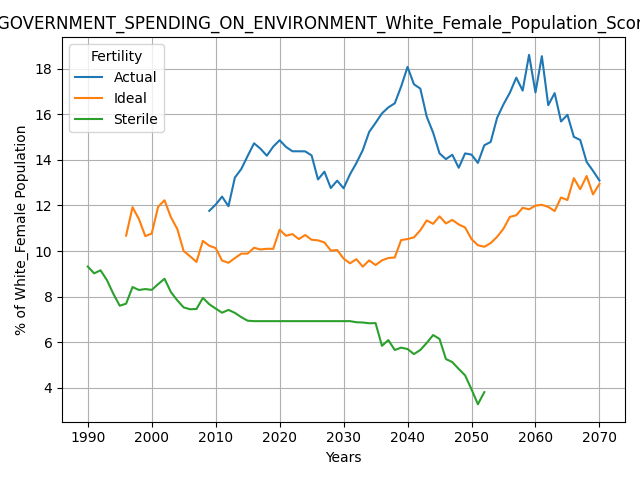 GOVERNMENT_SPENDING_ON_ENVIRONMENT_White_Female_Population_Scor
Fertility
Actual
Ideal
Sterile
% of White_Female Population
18
16
14
12
10
8
6
4
1990 2000 2010 2020 2030 2040 2050 2060 2070
Years